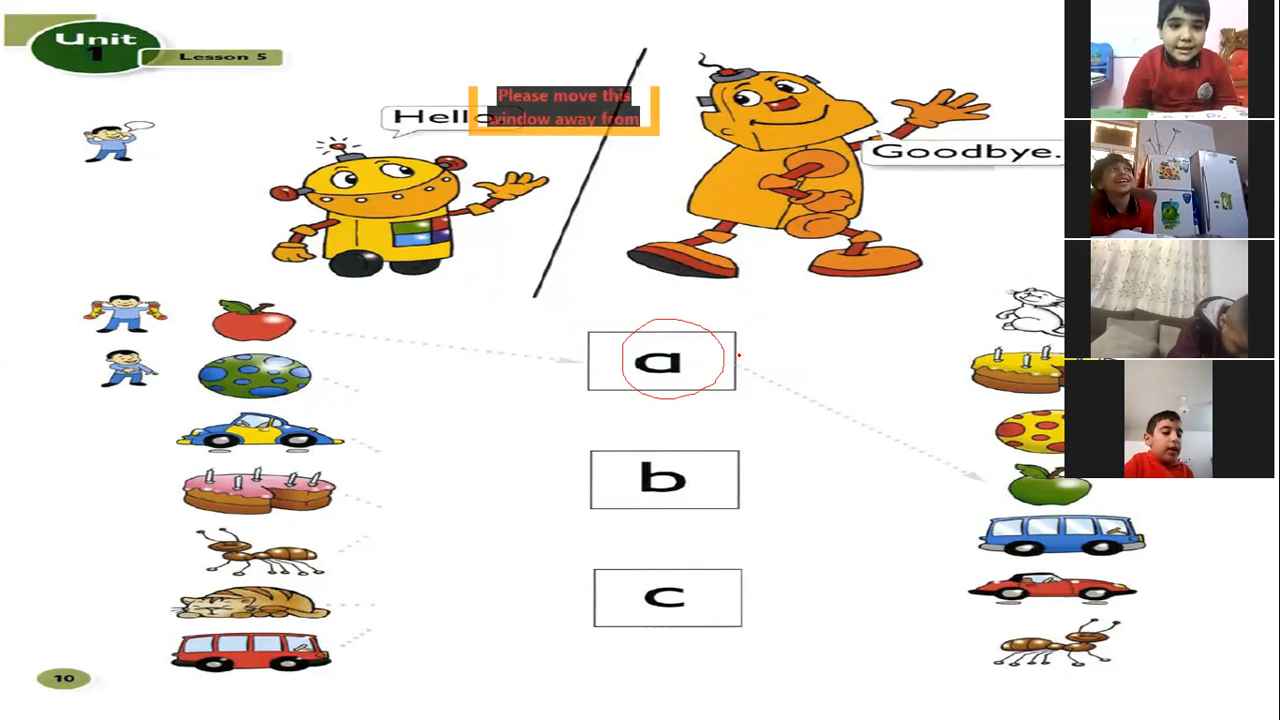 Unit
1
Lesson 5
Hello.
Please move this
window away from
Goodbye.
a
b
c
10